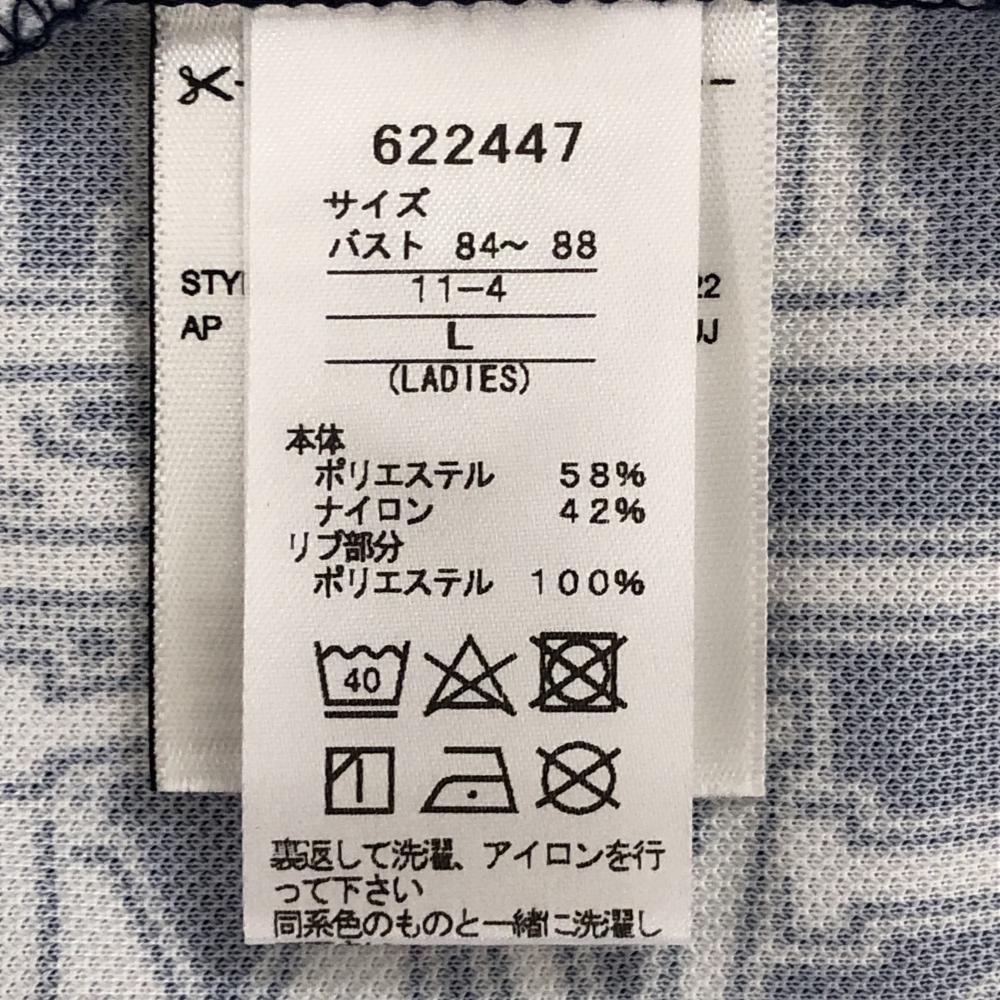 622447
サイズ
バスト 84～ 88
11-4
L
(LADIES)
本体
ポリエステル 58%
ナイロン 42%
リブ部分
ポリエステル 100%
40
裏返して洗濯、アイロンを行
って下さい
同系色のものと一緒に洗濯し
AP